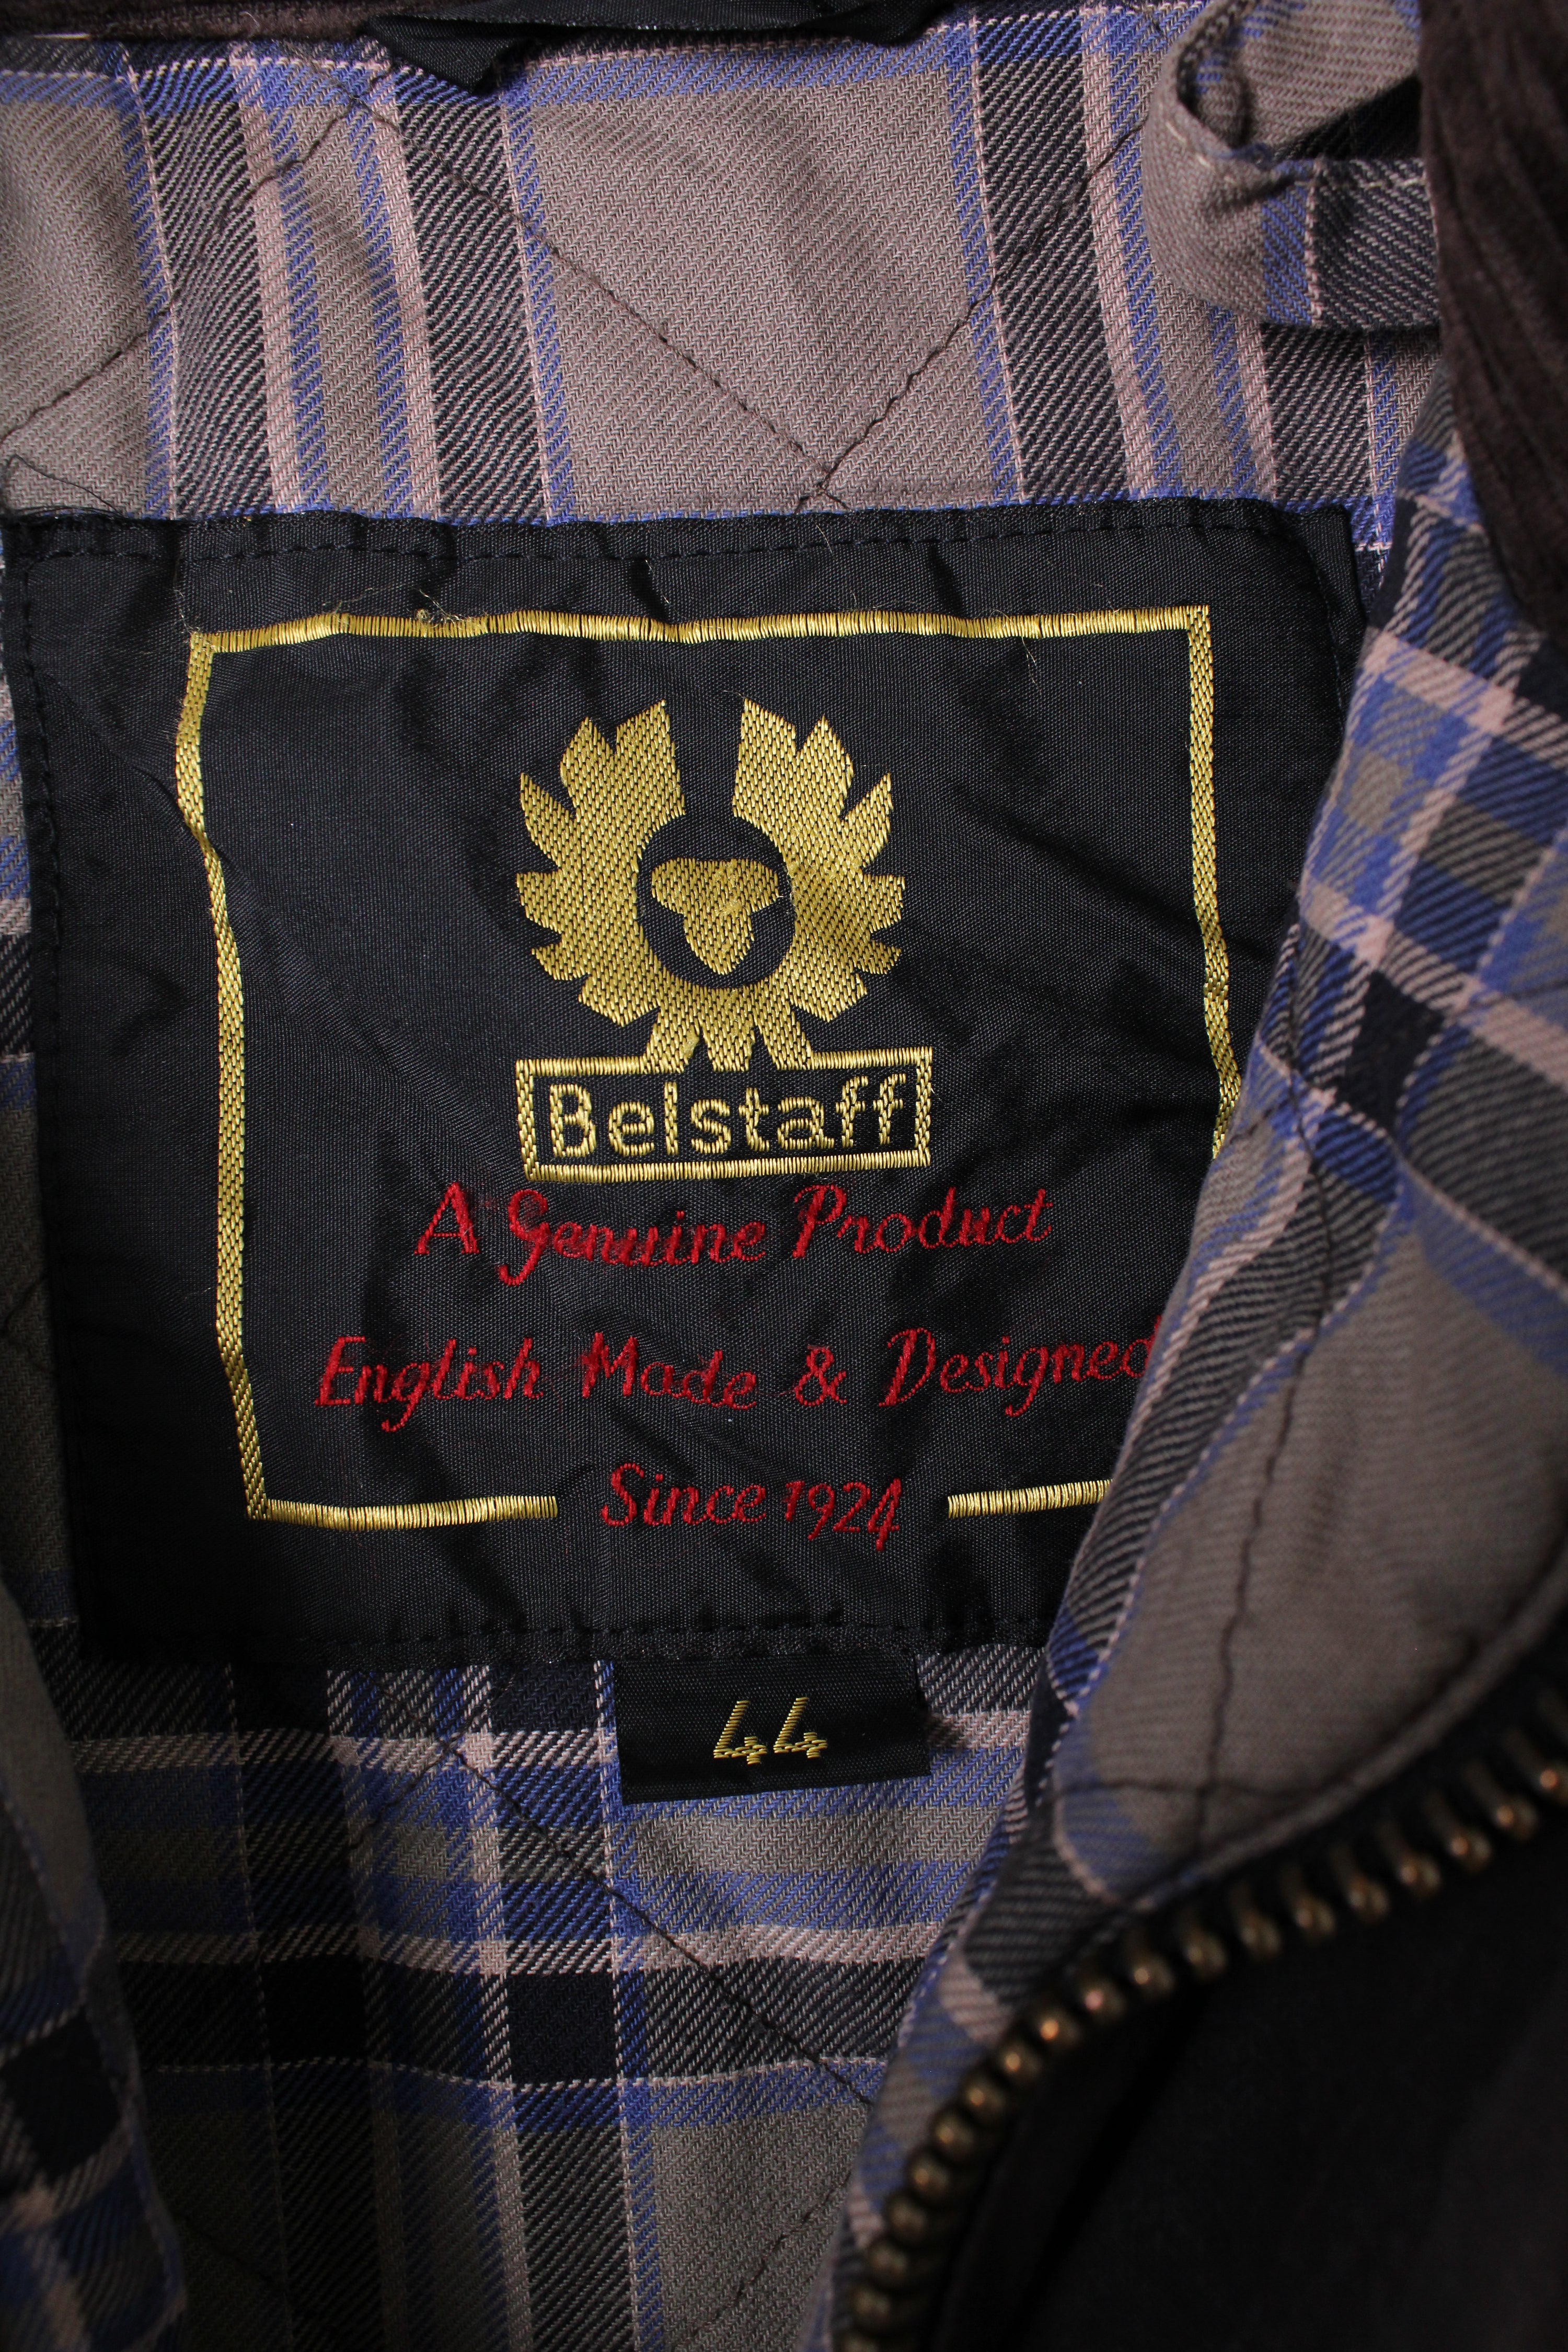 Belstaff
A Genuine Product
English Made & Designed
Since 1924
44